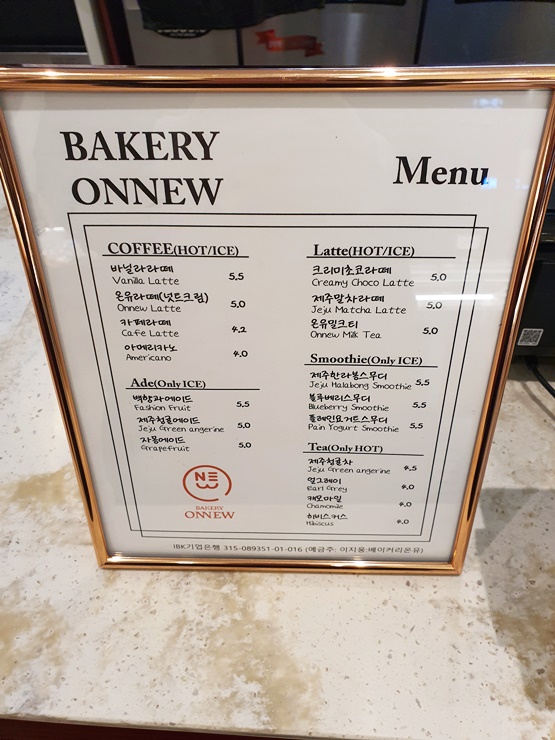 BAKERY
ONNEW
Menu
COFFEE(HOT/ICE)
바닐라라떼
Vanilla Latte 5,5
온유라떼(넛트크림)
Onnew Latte 5,0
카페라떼
Cafe Latte 4,2
아메리카노
Americano 4,0
Ade(Only ICE)
백향과에이드
Fashion Fruit 5,5
제주청귤에이드
Jeju Green angerine 5,0
자몽에이드
Grapefruit 5,0
NEW
BAKERY
ONNEW
Latte(HOT/ICE)
크리미초코라떼
Creamy Choco Latte 5,0
제주말차라떼
Jeju Matcha Latte 5,0
온유밀크티
Onnew Milk Tea 5,0
Smoothie(Only ICE)
제주한라봉스무디
Jeju Halabong Smoothie 5,5
블루베리스무디
Blueberry Smoothie 5,5
플레인요거트스무디
Pain Yogurt Smoothie 5,5
Tea(Only HOT)
제주청귤차
Jeju Green angerine 4,5
얼그레이
Earl Grey 4,0
캐모마일
Chamomile 4,0
히비스커스
Hibiscus 4,0
IBK기업은행 315-089351-01-016 (예금주: 이지웅:베이커리온유)